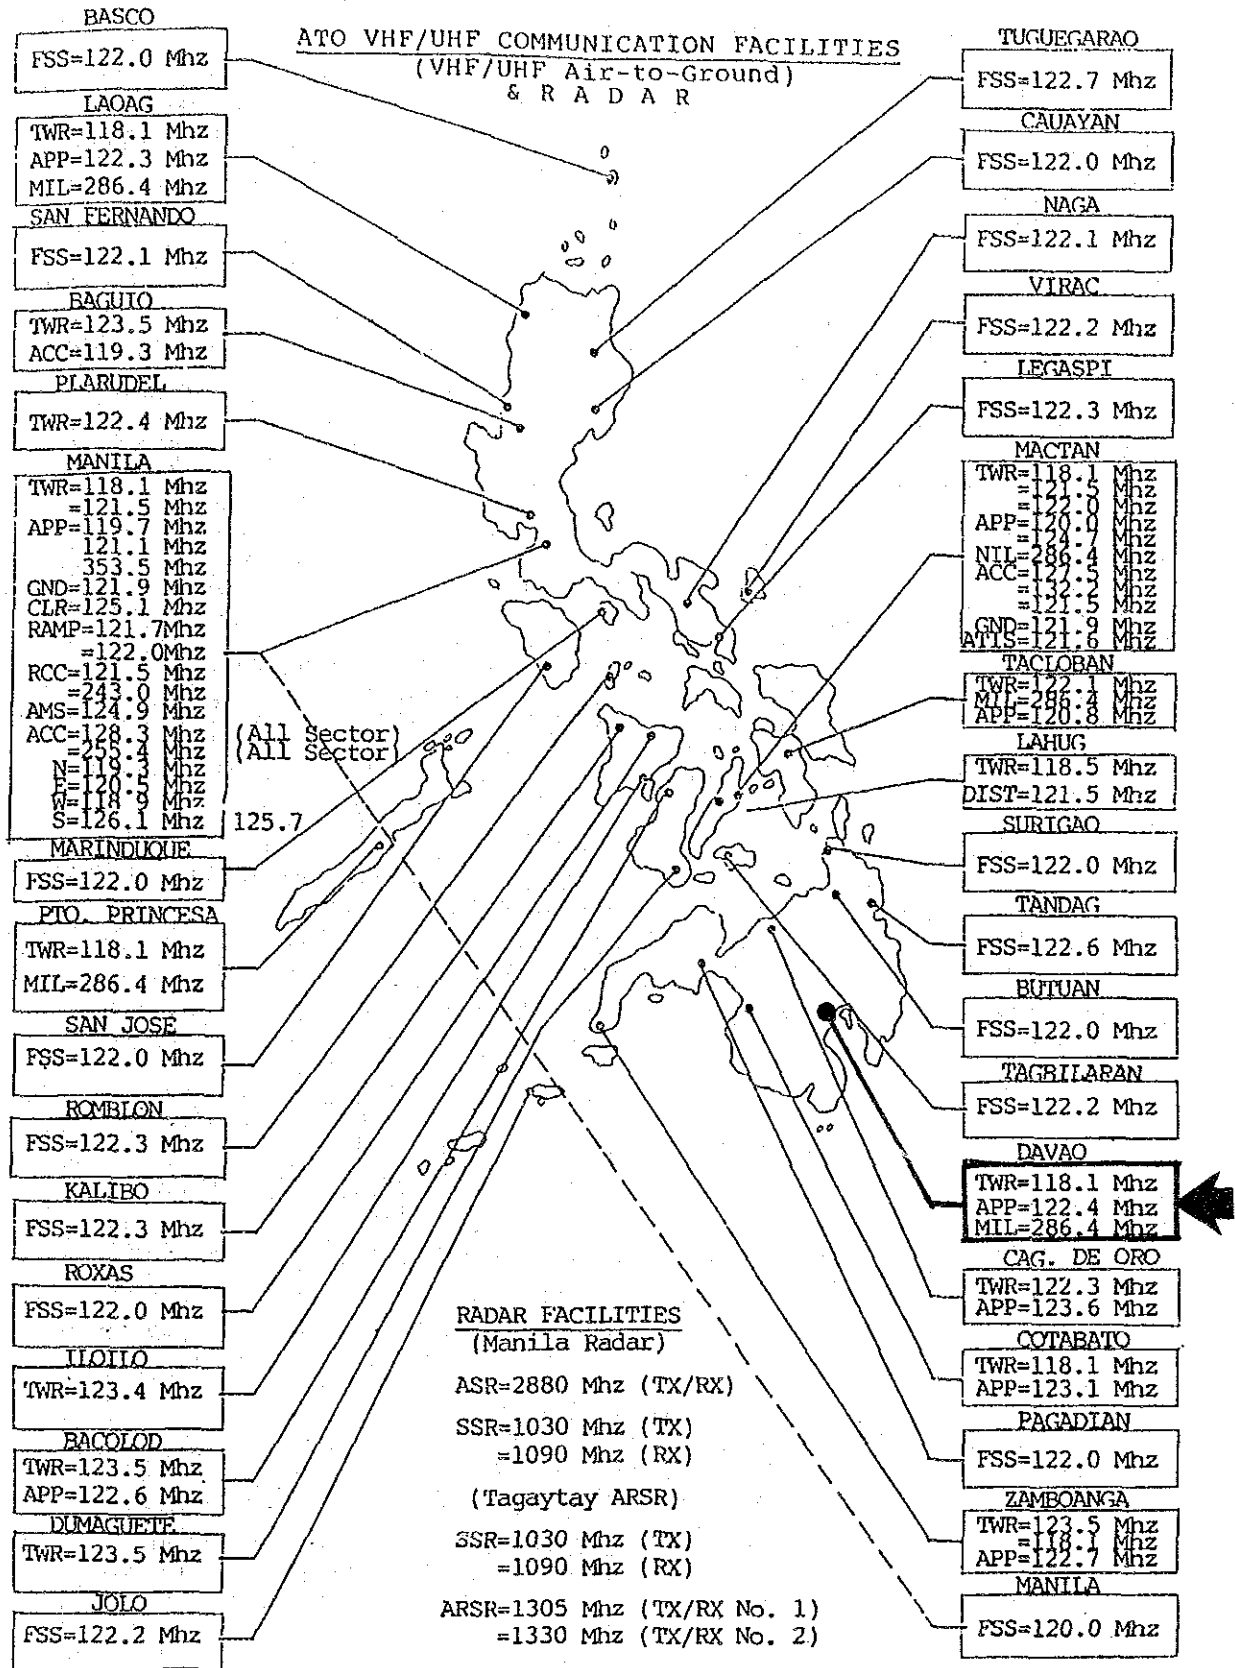 ATO VHF/UHF COMMUNICATION FACILITIES
(VHF/UHF Air-to-Ground)
& R A D A R
BASCO
FSS=122.0 Mhz
LAOAG
TWR=118.1 Mhz
APP=122.3 Mhz
MIL=286.4 Mhz
SAN FERNANDO
FSS=122.1 Mhz
BAGUIO
TWR=123.5 Mhz
ACC=119.3 Mhz
PLARUDEL
TWR=122.4 Mhz
MANILA
TWR=118.1 Mhz
=121.5 Mhz
APP=119.7 Mhz
121.1 Mhz
353.5 Mhz
GND=121.9 Mhz
CLR=125.1 Mhz
RAMP=121.7Mhz
=122.0Mhz
RCC=121.5 Mhz
=243.0 Mhz
AMS=124.9 Mhz
ACC=128.3 Mhz (All Sector)
=255.4 Mhz (All Sector)
N=119.3 Mhz
E=120.5 Mhz
W=118.9 Mhz
S=126.1 Mhz 125.7
MARINDUQUE
FSS=122.0 Mhz
PTO. PRINCESA
TWR=118.1 Mhz
MIL=286.4 Mhz
SAN JOSE
FSS=122.0 Mhz
ROMBLON
FSS=122.3 Mhz
KALIBO
FSS=122.3 Mhz
ROXAS
FSS=122.0 Mhz
ILOILO
TWR=123.4 Mhz
BACOLOD
TWR=123.5 Mhz
APP=122.6 Mhz
DUMAGUETE
TWR=123.5 Mhz
JOLO
FSS=122.2 Mhz
RADAR FACILITIES
(Manila Radar)
ASR=2880 Mhz (TX/RX)
SSR=1030 Mhz (TX)
=1090 Mhz (RX)
(Tagaytay ARSR)
SSR=1030 Mhz (TX)
=1090 Mhz (RX)
ARSR=1305 Mhz (TX/RX No. 1)
=1330 Mhz (TX/RX No. 2)
TUGUEGARAO
FSS=122.7 Mhz
CAUAYAN
FSS=122.0 Mhz
NAGA
FSS=122.1 Mhz
VIRAC
FSS=122.2 Mhz
LEGASPI
FSS=122.3 Mhz
MACTAN
TWR=118.1 Mhz
=121.5 Mhz
=122.0 Mhz
APP=120.0 Mhz
=124.7 Mhz
NIL=286.4 Mhz
ACC=127.5 Mhz
=132.2 Mhz
=121.5 Mhz
GND=121.9 Mhz
ATIS=121.6 Mhz
TACLOBAN
TWR=122.1 Mhz
MIL=286.4 Mhz
APP=120.8 Mhz
LAHUG
TWR=118.5 Mhz
DIST=121.5 Mhz
SURIGAO
FSS=122.0 Mhz
TANDAG
FSS=122.6 Mhz
BUTUAN
FSS=122.0 Mhz
TAGBILARAN
FSS=122.2 Mhz
DAVAO
TWR=118.1 Mhz
APP=122.4 Mhz
MIL=286.4 Mhz
CAG. DE ORO
TWR=122.3 Mhz
APP=123.6 Mhz
COTABATO
TWR=118.1 Mhz
APP=123.1 Mhz
PAGADIAN
FSS=122.0 Mhz
ZAMBOANGA
TWR=123.5 Mhz
=118.1 Mhz
APP=122.7 Mhz
MANILA
FSS=120.0 Mhz